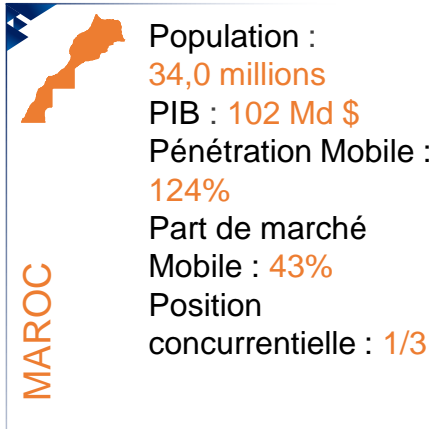 Population :
34,0 millions
PIB : 102 Md $
Pénétration Mobile :
124%
Part de marché
Mobile : 43%
Position
concurrentielle : 1/3
MAROC